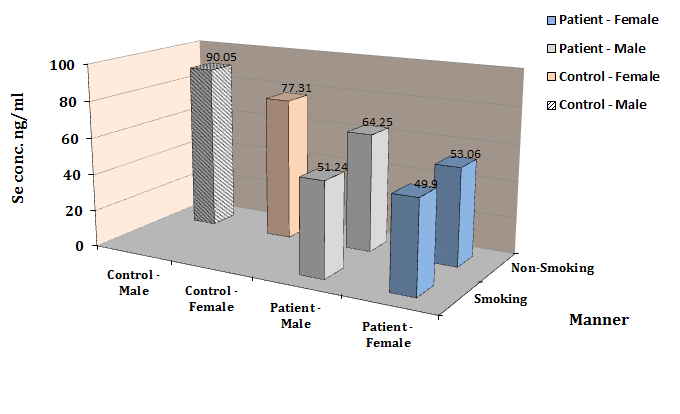 Patient - Female
Patient - Male
Control - Female
Control - Male
Se conc. ng/ml
100
80
60
40
20
0
90.05
77.31
64.25
51.24
53.06
49.9
Control -
Male
Control -
Female
Patient -
Male
Patient -
Female
Smoking
Non-Smoking
Manner